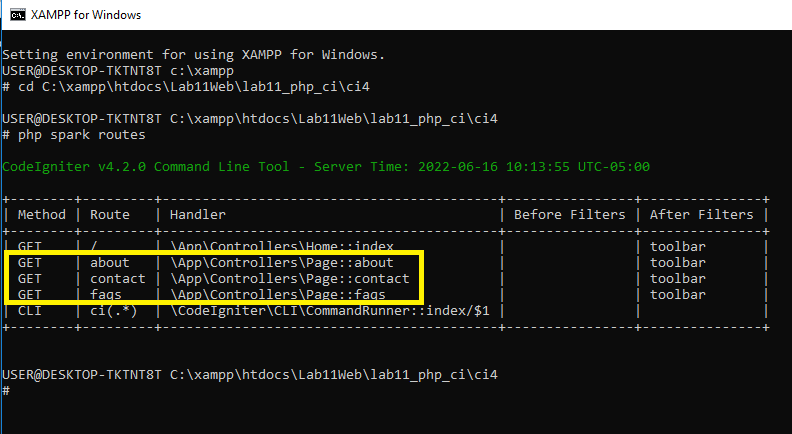 XAMPP for Windows
Setting environment for using XAMPP for Windows.
USER@DESKTOP-TKTNT8T c:\xampp
# cd C:\xampp\htdocs\Lab11Web\lab11_php_ci\ci4
USER@DESKTOP-TKTNT8T C:\xampp\htdocs\Lab11Web\lab11_php_ci\ci4
# php spark routes
CodeIgniter v4.2.0 Command Line Tool - Server Time: 2022-06-16 10:13:55 UTC-05:00
+--------+---------+------------------------------------------+----------------+---------------+
| Method | Route   | Handler                                  | Before Filters | After Filters |
+--------+---------+------------------------------------------+----------------+---------------+
| GET    | /       | \App\Controllers\Home::index             |                | toolbar       |
| GET    | about   | \App\Controllers\Page::about             |                | toolbar       |
| GET    | contact | \App\Controllers\Page::contact           |                | toolbar       |
| GET    | faqs    | \App\Controllers\Page::faqs              |                | toolbar       |
| CLI    | ci(.*)  | \CodeIgniter\CLI\CommandRunner::index/$1 |                |               |
+--------+---------+------------------------------------------+----------------+---------------+
USER@DESKTOP-TKTNT8T C:\xampp\htdocs\Lab11Web\lab11_php_ci\ci4
#